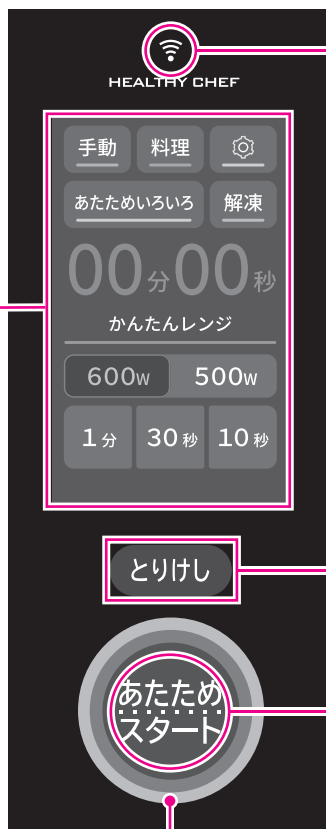 HEALTHY CHEF
手動 料理
あたためいろいろ 解凍
00分00秒
かんたんレンジ
600W 500W
1分 30秒 10秒
とりけし
あたため
スタート